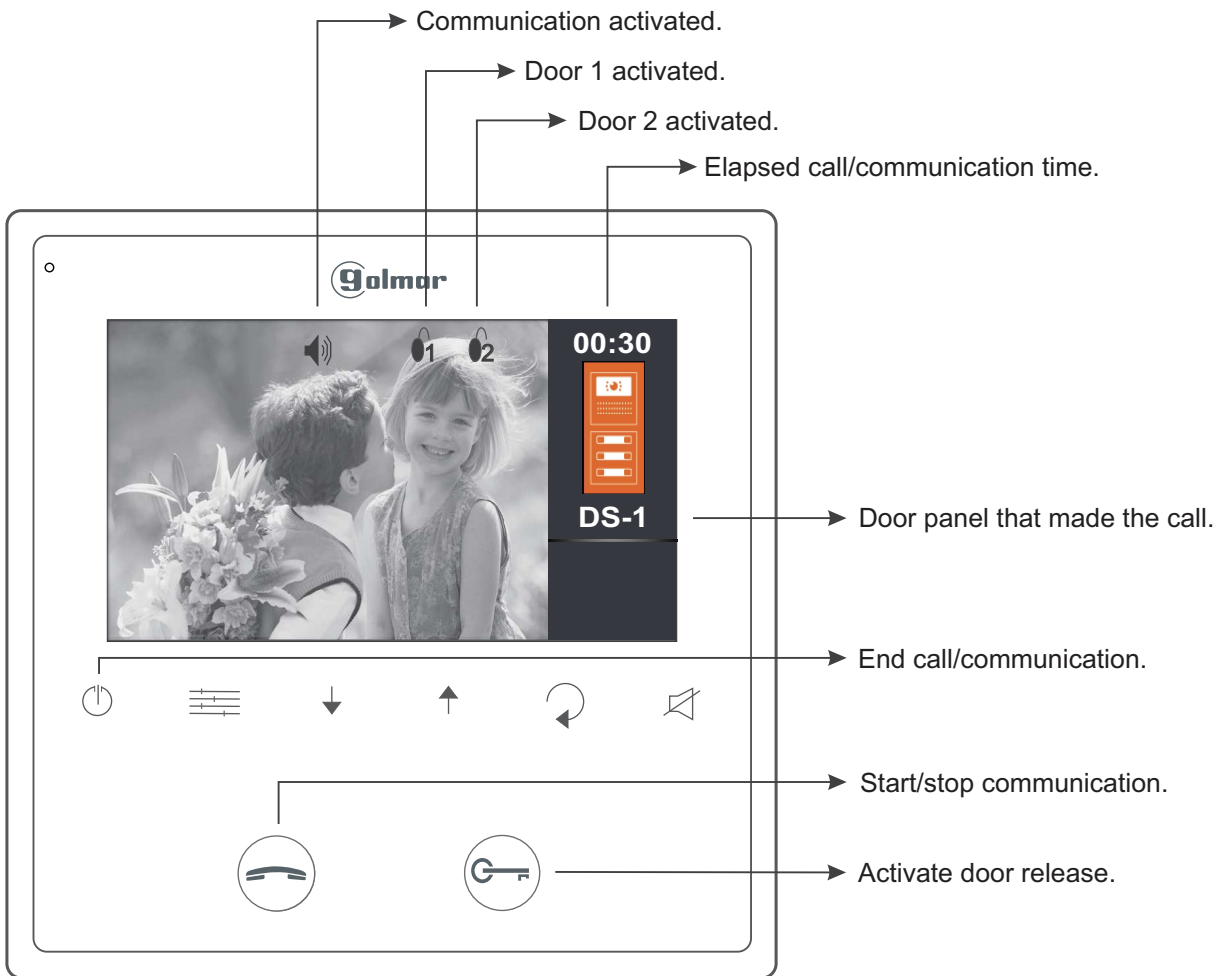 Communication activated.
Door 1 activated.
Door 2 activated.
Elapsed call/communication time.
golmar
1
2
00:30
DS-1
Door panel that made the call.
End call/communication.
Start/stop communication.
Activate door release.